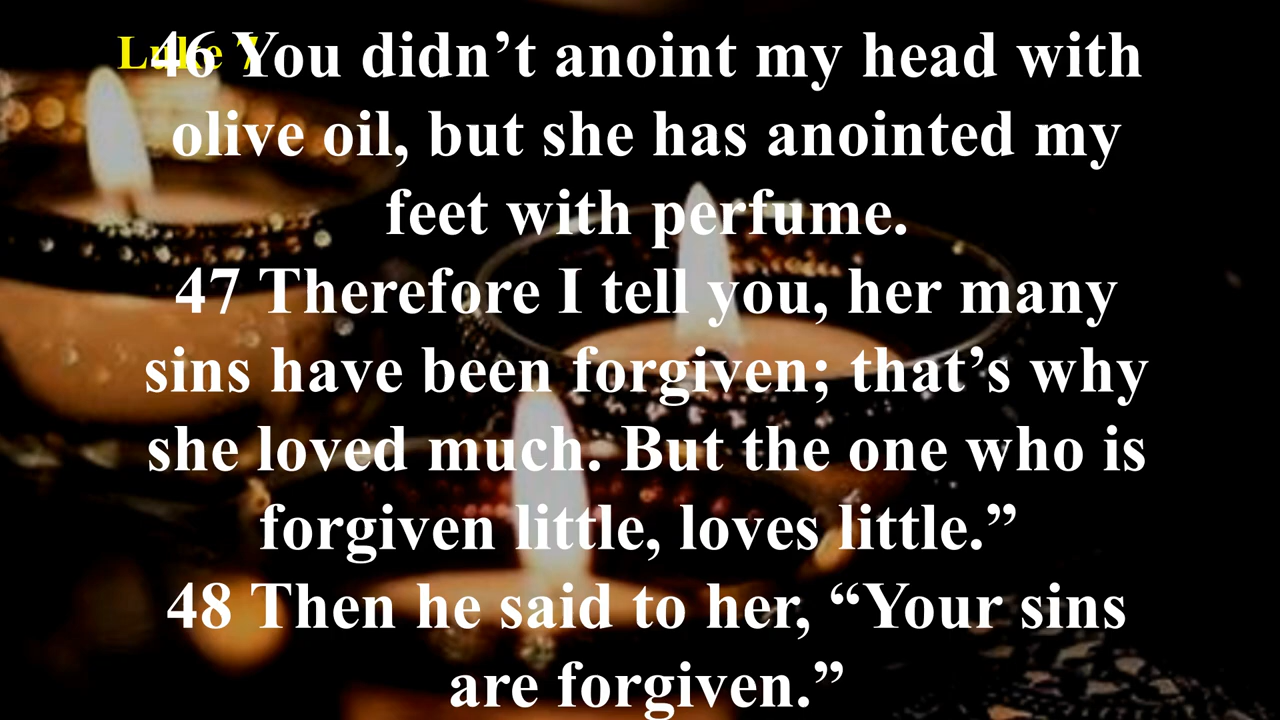 Luke 7
46 You didn’t anoint my head with
olive oil, but she has anointed my
feet with perfume.
47 Therefore I tell you, her many
sins have been forgiven; that’s why
she loved much. But the one who is
forgiven little, loves little.”
48 Then he said to her, “Your sins
are forgiven.”